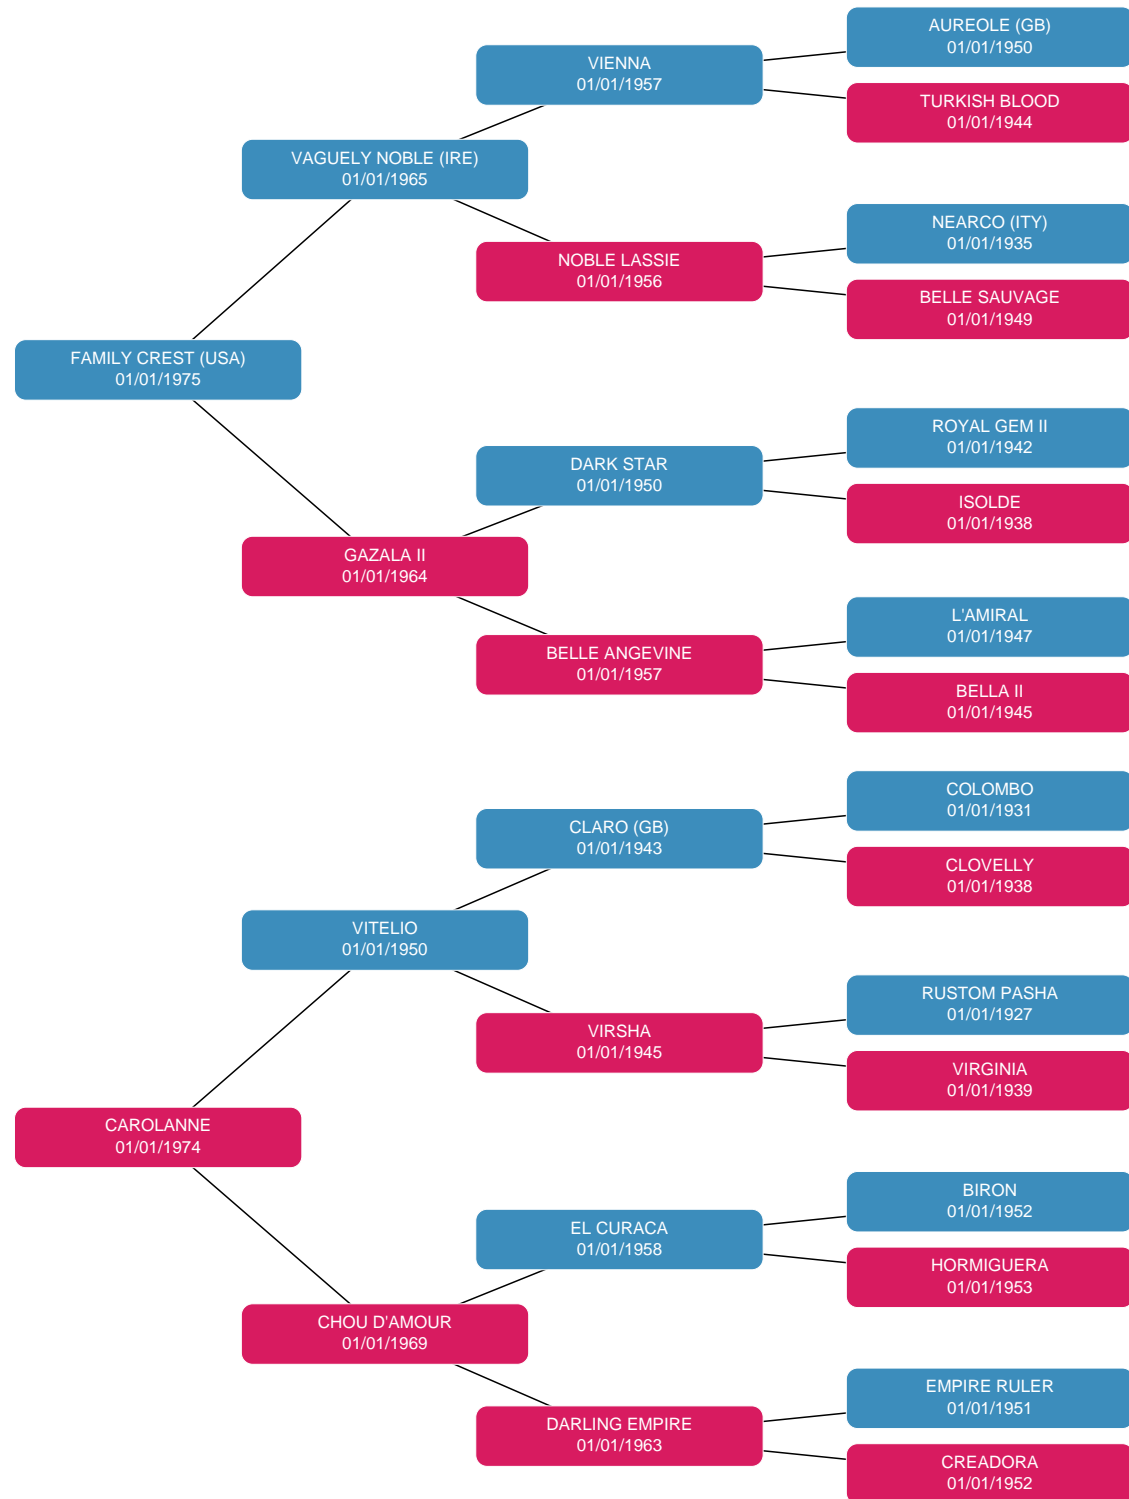 AUREOLE (GB)
01/01/1950
VIENNA
01/01/1957
TURKISH BLOOD
01/01/1944
VAGUELY NOBLE (IRE)
01/01/1965
NEARCO (ITY)
01/01/1935
NOBLE LASSIE
01/01/1956
BELLE SAUVAGE
01/01/1949
FAMILY CREST (USA)
01/01/1975
ROYAL GEM II
01/01/1942
DARK STAR
01/01/1950
ISOLDE
01/01/1938
GAZALA II
01/01/1964
L'AMIRAL
01/01/1947
BELLE ANGEVINE
01/01/1957
BELLA II
01/01/1945
COLOMBO
01/01/1931
CLARO (GB)
01/01/1943
CLOVELLY
01/01/1938
VITELIO
01/01/1950
RUSTOM PASHA
01/01/1927
VIRSHA
01/01/1945
VIRGINIA
01/01/1939
CAROLANNE
01/01/1974
BIRON
01/01/1952
EL CURACA
01/01/1958
HORMIGUERA
01/01/1953
CHOU D'AMOUR
01/01/1969
EMPIRE RULER
01/01/1951
DARLING EMPIRE
01/01/1963
CREADORA
01/01/1952